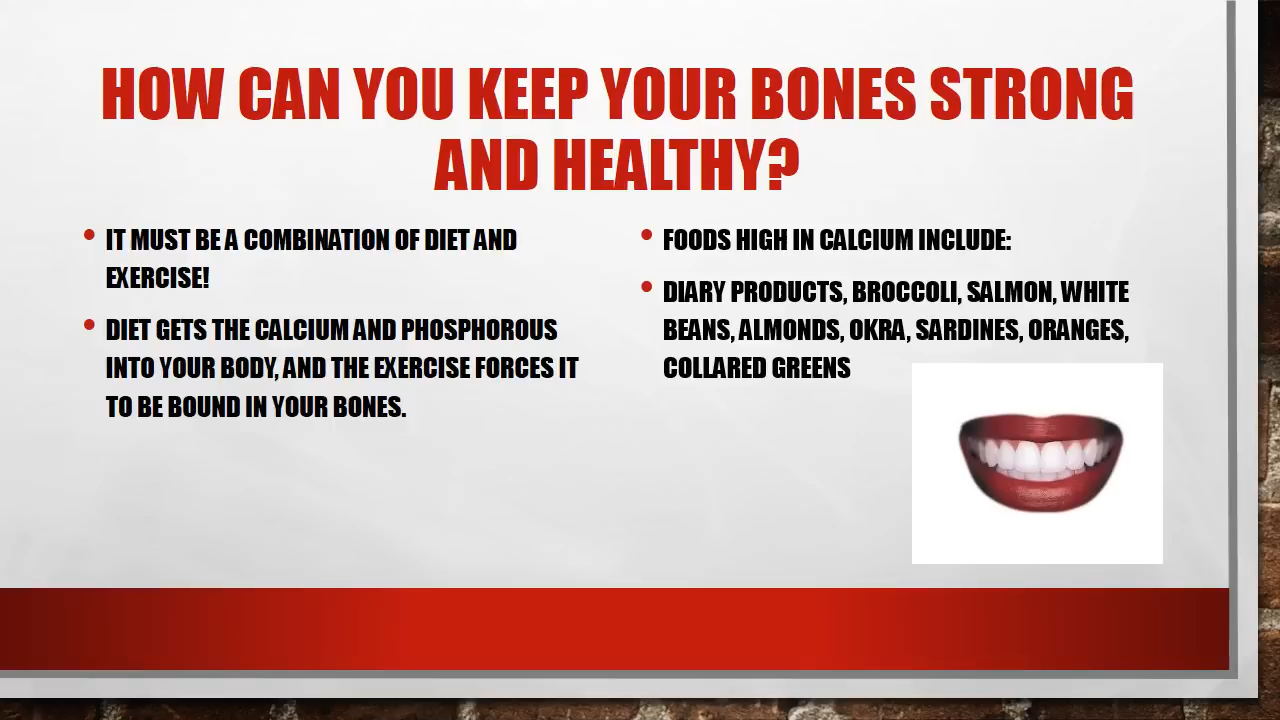 HOW CAN YOU KEEP YOUR BONES STRONG
AND HEALTHY?
• IT MUST BE A COMBINATION OF DIET AND
EXERCISE!
• DIET GETS THE CALCIUM AND PHOSPHOROUS
INTO YOUR BODY, AND THE EXERCISE FORCES IT
TO BE BOUND IN YOUR BONES.
• FOODS HIGH IN CALCIUM INCLUDE:
• DIARY PRODUCTS, BROCCOLI, SALMON, WHITE
BEANS, ALMONDS, OKRA, SARDINES, ORANGES,
COLLARED GREENS